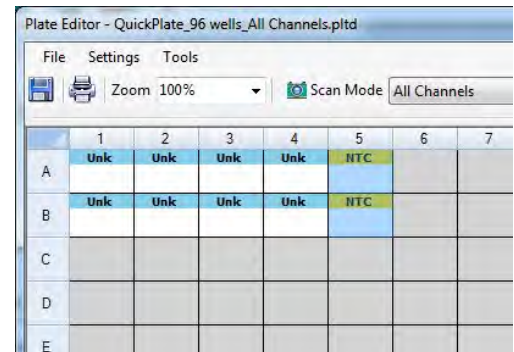 Plate Editor - QuickPlate_96 wells_All Channels.pltd
File Settings Tools
Zoom 100% Scan Mode All Channels
1 2 3 4 5 6 7
Unk Unk Unk Unk NTC
A
Unk Unk Unk Unk NTC
B
C
D
E